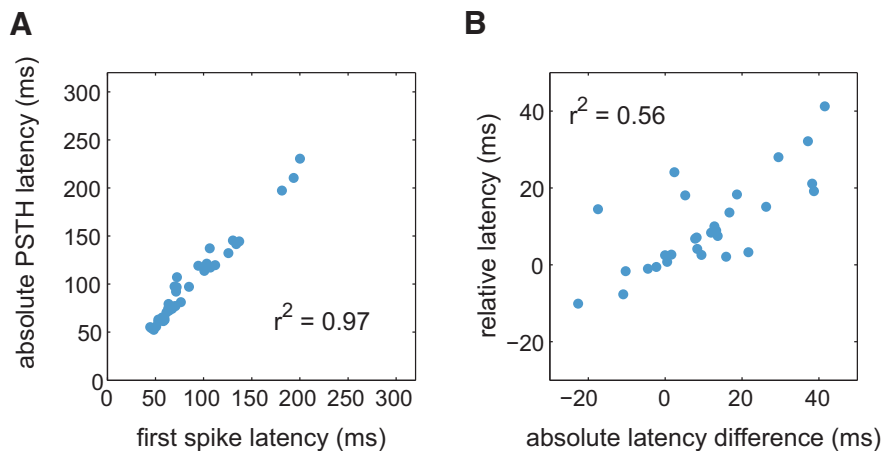 A
absolute PSTH latency (ms)
300
250
200
150
100
50
0
r² = 0.97
0 50 100 150 200 250 300
first spike latency (ms)
B
relative latency (ms)
r² = 0.56
40
20
0
−20
−20 0 20 40
absolute latency difference (ms)